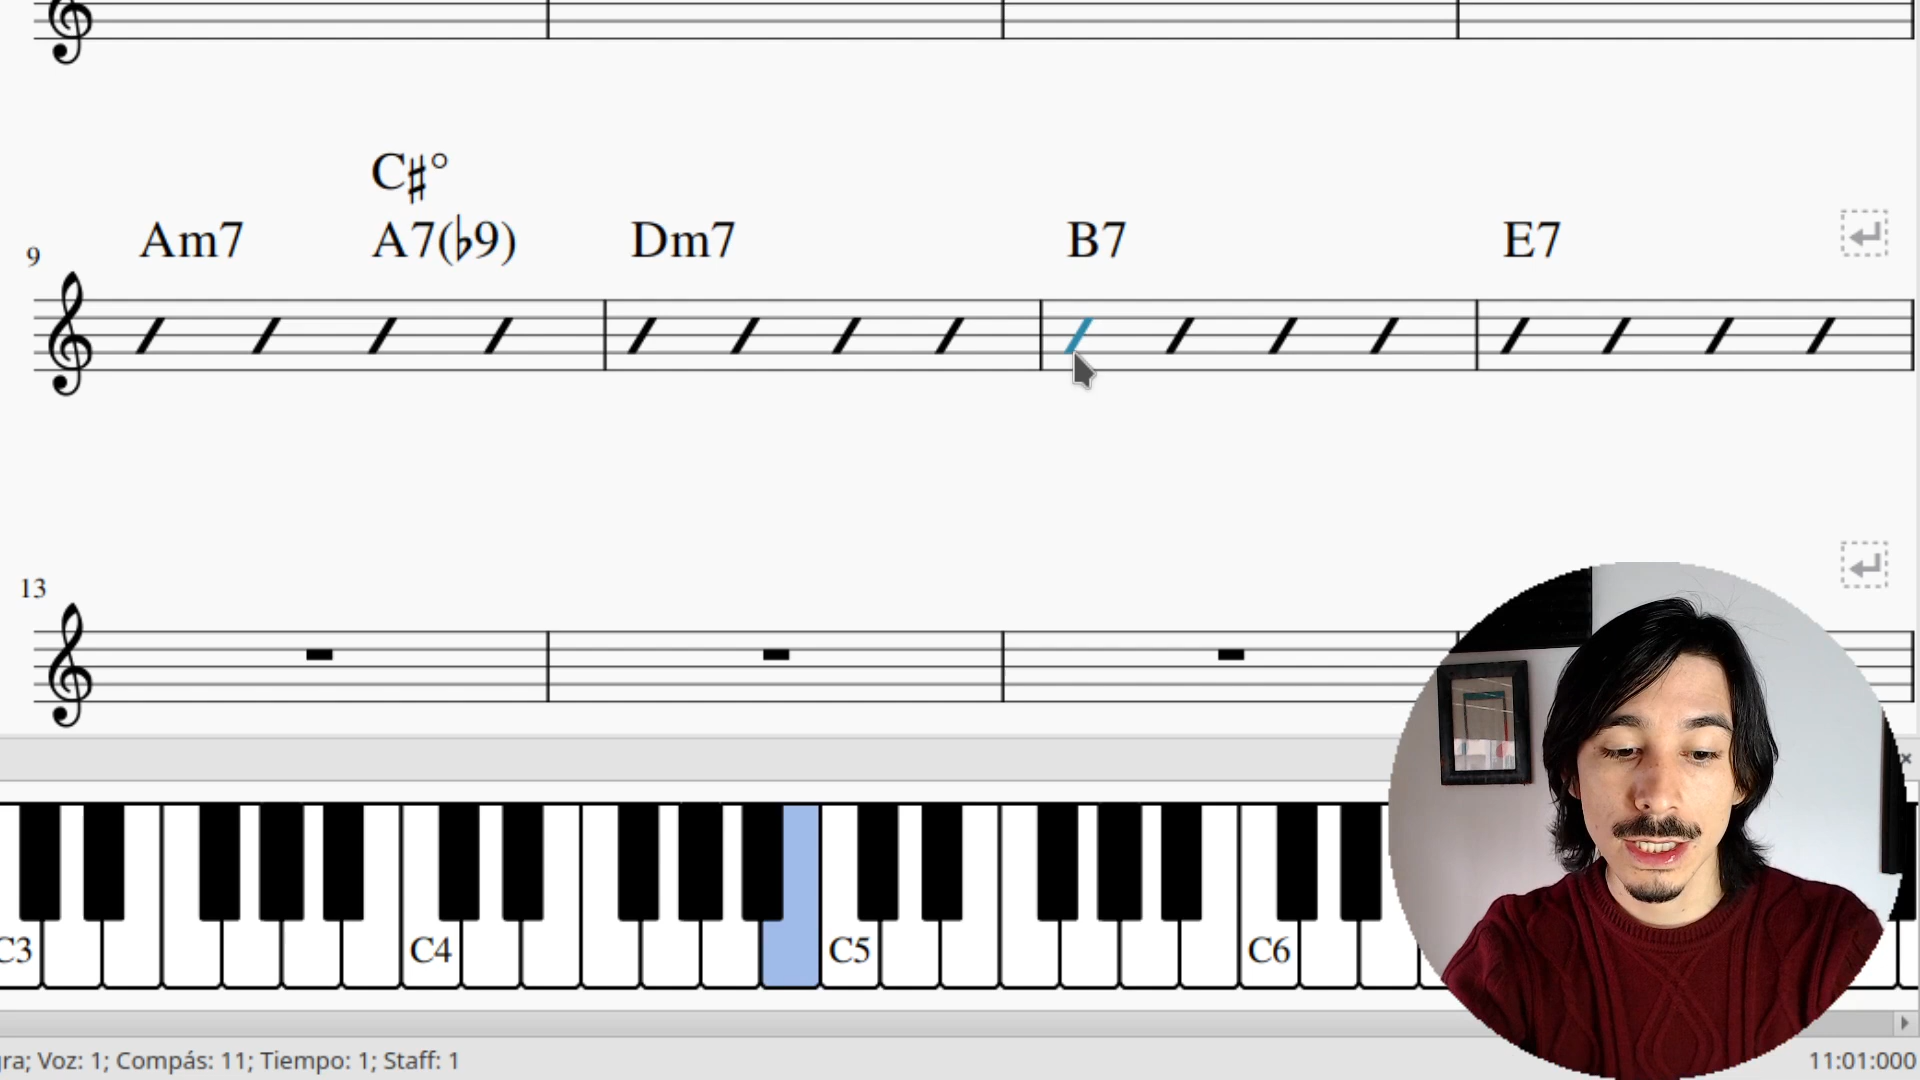 C♯°
Am7 A7(♭9) Dm7 B7 E7
9
13
C3 C4 C5 C6
Voz: 1; Compás: 11; Tiempo: 1; Staff: 1
11:01:000